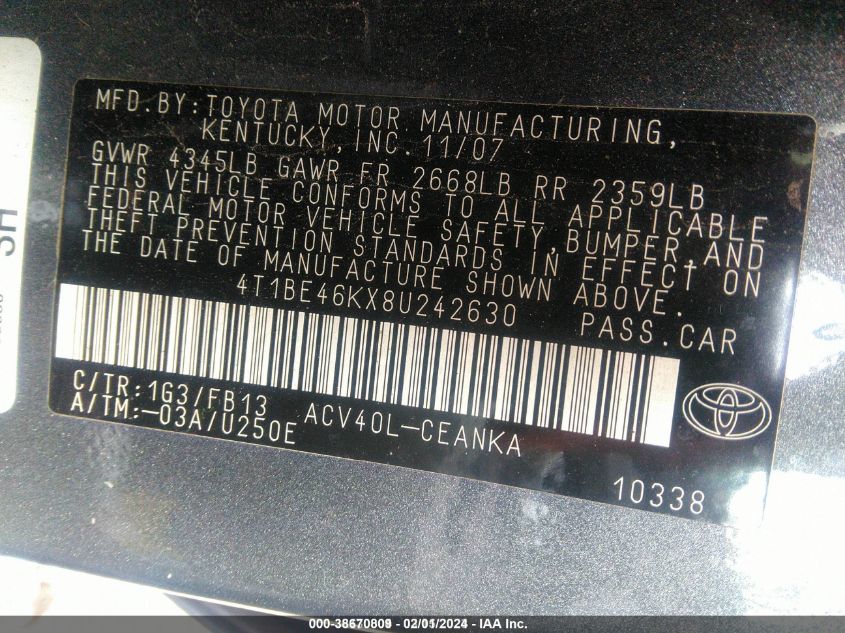 MFD.BY:TOYOTA MOTOR MANUFACTURING,
KENTUCKY,INC. 11/07
GVWR 4345LB GAWR FR 2668LB RR 2359LB
THIS VEHICLE CONFORMS TO ALL APPLICABLE
FEDERAL MOTOR VEHICLE SAFETY,BUMPER,AND
THEFT PREVENTION STANDARDS IN EFFECT ON
THE DATE OF MANUFACTURE SHOWN ABOVE.
4T1BE46KX8U242630 PASS.CAR
C/TR:1G3/FB13 ACV40L-CEANKA
A/TM:-03A/U250E
10338
SH
000-38670809 - 02/01/2024 - IAAI.com